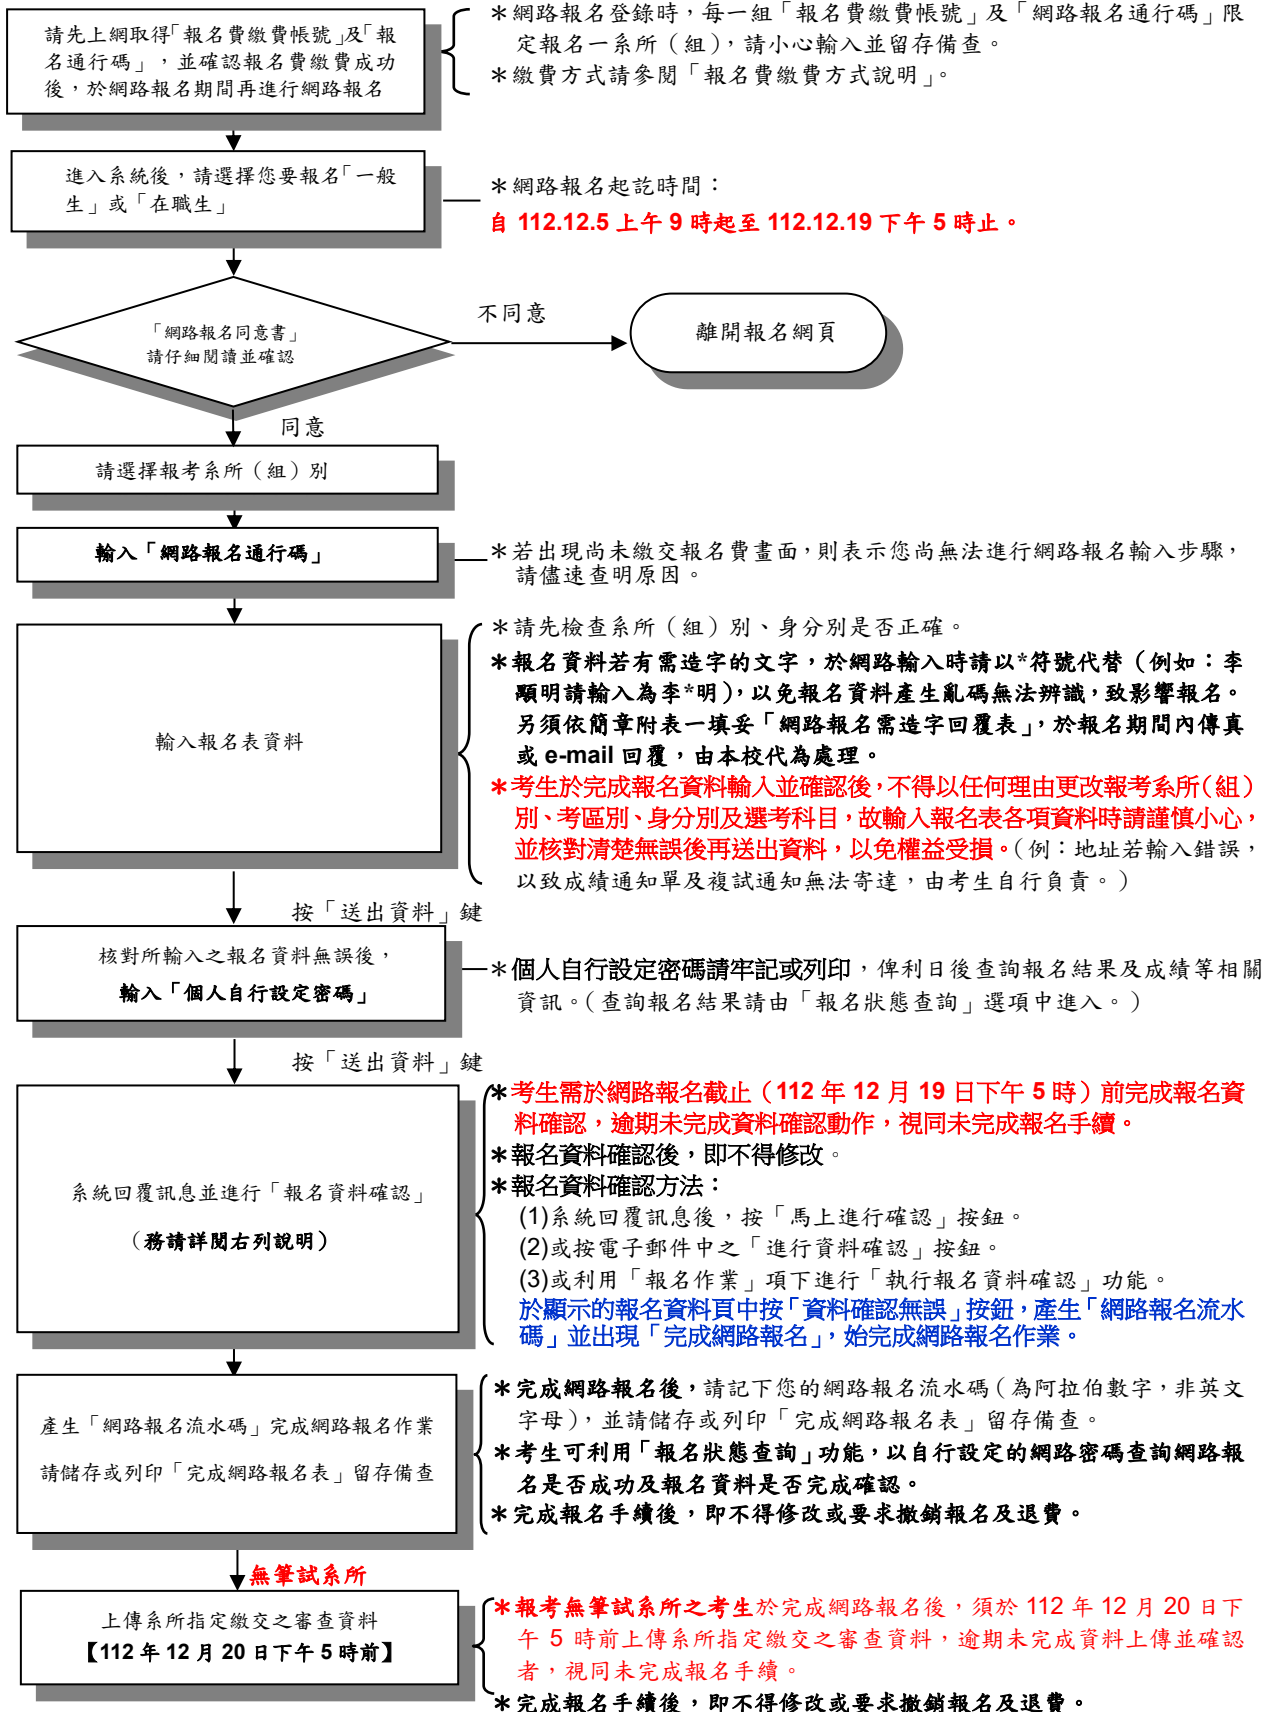 請先上網取得「報名費繳費帳號」及「報
名通行碼」，並確認報名費繳費成功
後，於網路報名期間再進行網路報名
＊網路報名登錄時，每一組「報名費繳費帳號」及「網路報名通行碼」限
定報名一系所（組），請小心輸入並留存備查。
＊繳費方式請參閱「報名費繳費方式說明」。
進入系統後，請選擇您要報名「一般
生」或「在職生」
＊網路報名起訖時間：
自 112.12.5 上午 9 時起至 112.12.19 下午 5 時止。
「網路報名同意書」
請仔細閱讀並確認
不同意
離開報名網頁
同意
請選擇報考系所（組）別
輸入「網路報名通行碼」
＊若出現尚未繳交報名費畫面，則表示您尚無法進行網路報名輸入步驟，
請儘速查明原因。
輸入報名表資料
＊請先檢查系所（組）別、身分別是否正確。
＊報名資料若有需造字的文字，於網路輸入時請以*符號代替（例如：李
顒明請輸入為李*明），以免報名資料產生亂碼無法辨識，致影響報名。
另須依簡章附表一填妥「網路報名需造字回覆表」，於報名期間內傳真
或 e-mail 回覆，由本校代為處理。
＊考生於完成報名資料輸入並確認後，不得以任何理由更改報考系所（組）
別、考區別、身分別及選考科目，故輸入報名表各項資料時請謹慎小心，
並核對清楚無誤後再送出資料，以免權益受損。（例：地址若輸入錯誤，
以致成績通知單及複試通知無法寄達，由考生自行負責。）
按「送出資料」鍵
核對所輸入之報名資料無誤後，
輸入「個人自行設定密碼」
＊個人自行設定密碼請牢記或列印，俾利日後查詢報名結果及成績等相關
資訊。（查詢報名結果請由「報名狀態查詢」選項中進入。）
按「送出資料」鍵
系統回覆訊息並進行「報名資料確認」
（務請詳閱右列說明）
＊考生需於網路報名截止（112 年 12 月 19 日下午 5 時）前完成報名資
料確認，逾期未完成資料確認動作，視同未完成報名手續。
＊報名資料確認後，即不得修改。
＊報名資料確認方法：
(1)系統回覆訊息後，按「馬上進行確認」按鈕。
(2)或按電子郵件中之「進行資料確認」按鈕。
(3)或利用「報名作業」項下進行「執行報名資料確認」功能。
於顯示的報名資料頁中按「資料確認無誤」按鈕，產生「網路報名流水
碼」並出現「完成網路報名」，始完成網路報名作業。
產生「網路報名流水碼」完成網路報名作業
請儲存或列印「完成網路報名表」留存備查
＊完成網路報名後，請記下您的網路報名流水碼（為阿拉伯數字，非英文
字母），並請儲存或列印「完成網路報名表」留存備查。
＊考生可利用「報名狀態查詢」功能，以自行設定的網路密碼查詢網路報
名是否成功及報名資料是否完成確認。
＊完成報名手續後，即不得修改或要求撤銷報名及退費。
無筆試系所
上傳系所指定繳交之審查資料
【112 年 12 月 20 日下午 5 時前】
＊報考無筆試系所之考生於完成網路報名後，須於 112 年 12 月 20 日下
午 5 時前上傳系所指定繳交之審查資料，逾期未完成資料上傳並確認
者，視同未完成報名手續。
＊完成報名手續後，即不得修改或要求撤銷報名及退費。